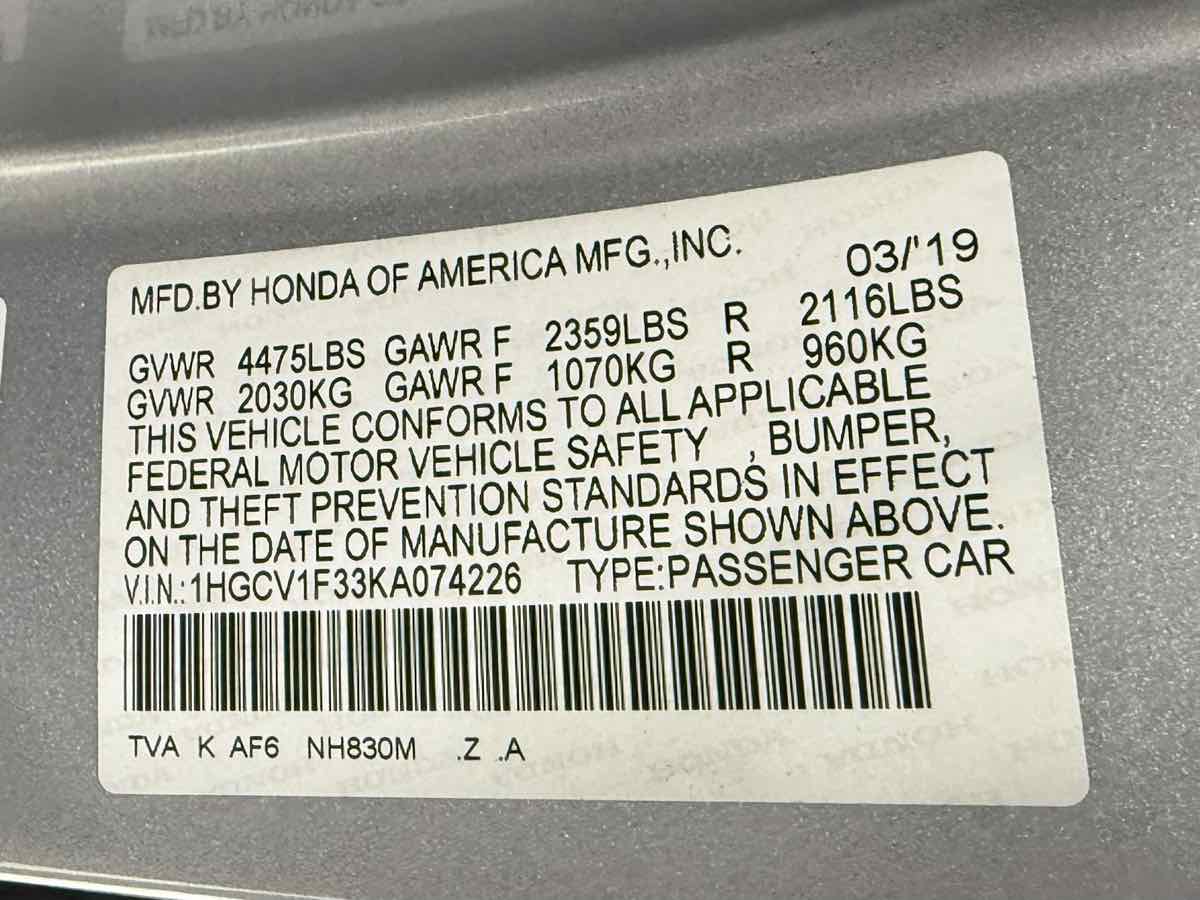 MFD.BY HONDA OF AMERICA MFG.,INC. 03/'19
GVWR 4475LBS GAWR F 2359LBS R 2116LBS
GVWR 2030KG GAWR F 1070KG R 960KG
THIS VEHICLE CONFORMS TO ALL APPLICABLE
FEDERAL MOTOR VEHICLE SAFETY , BUMPER,
AND THEFT PREVENTION STANDARDS IN EFFECT
ON THE DATE OF MANUFACTURE SHOWN ABOVE.
V.I.N.:1HGCV1F33KA074226 TYPE:PASSENGER CAR
TVA K AF6 NH830M .Z .A